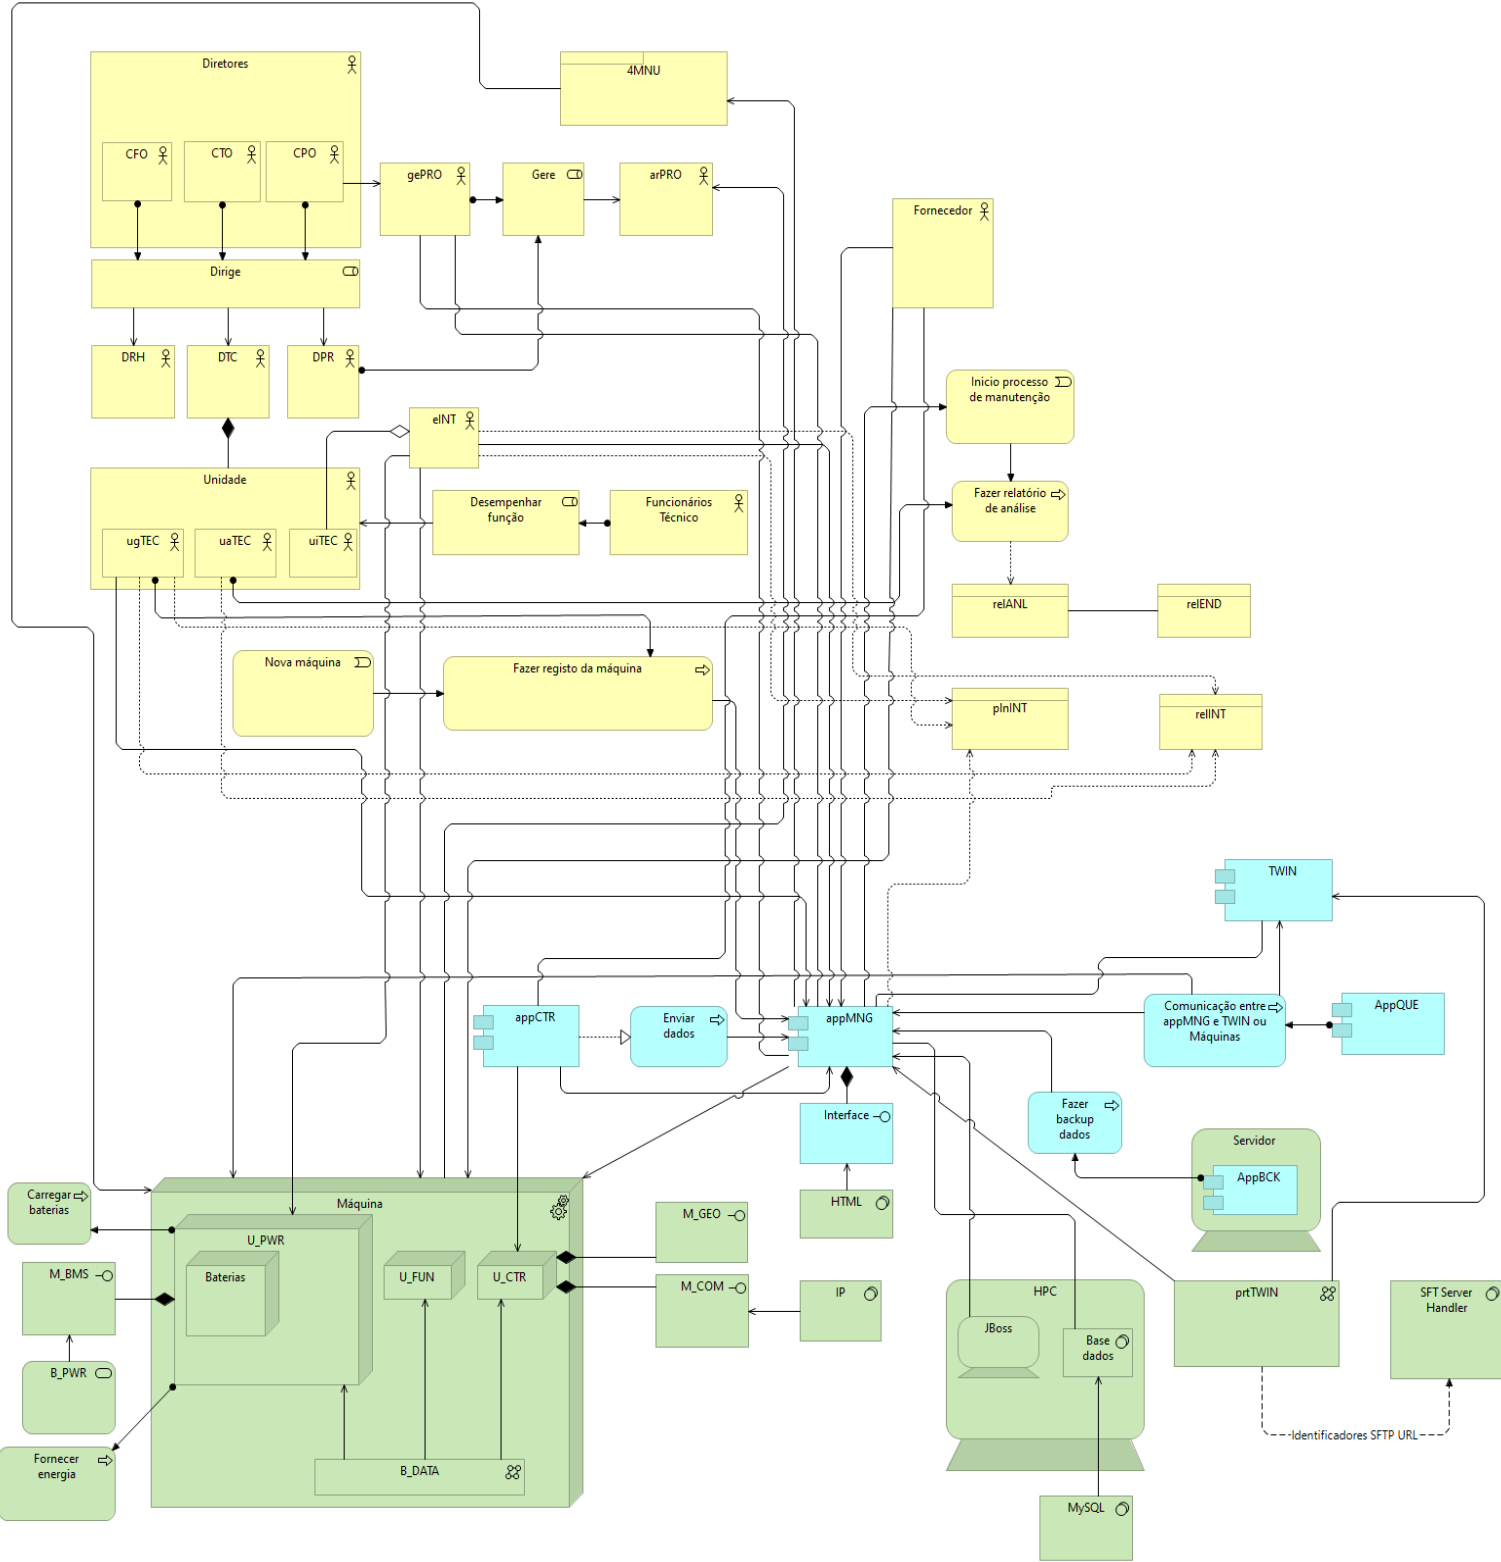 Diretores
4MNU
CFO
CTO
CPO
gePRO
Gere
arPRO
Fornecedor
Dirige
DRH
DTC
DPR
Inicio processo
de manutenção
eINT
Unidade
Desempenhar
função
Funcionários
Técnico
Fazer relatório
de análise
ugTEC
uaTEC
uiTEC
relANL
relEND
Nova máquina
Fazer registo da máquina
plnINT
relINT
TWIN
appCTR
Enviar
dados
appMNG
Comunicação entre
appMNG e TWIN ou
Máquinas
AppQUE
Interface
Fazer
backup
dados
Servidor
AppBCK
Carregar
baterias
Máquina
HTML
M_GEO
U_PWR
M_BMS
Baterias
U_FUN
U_CTR
M_COM
IP
HPC
prtTWIN
SFT Server
Handler
JBoss
Base
dados
B_PWR
Identificadores SFTP URL
Fornecer
energia
B_DATA
MySQL